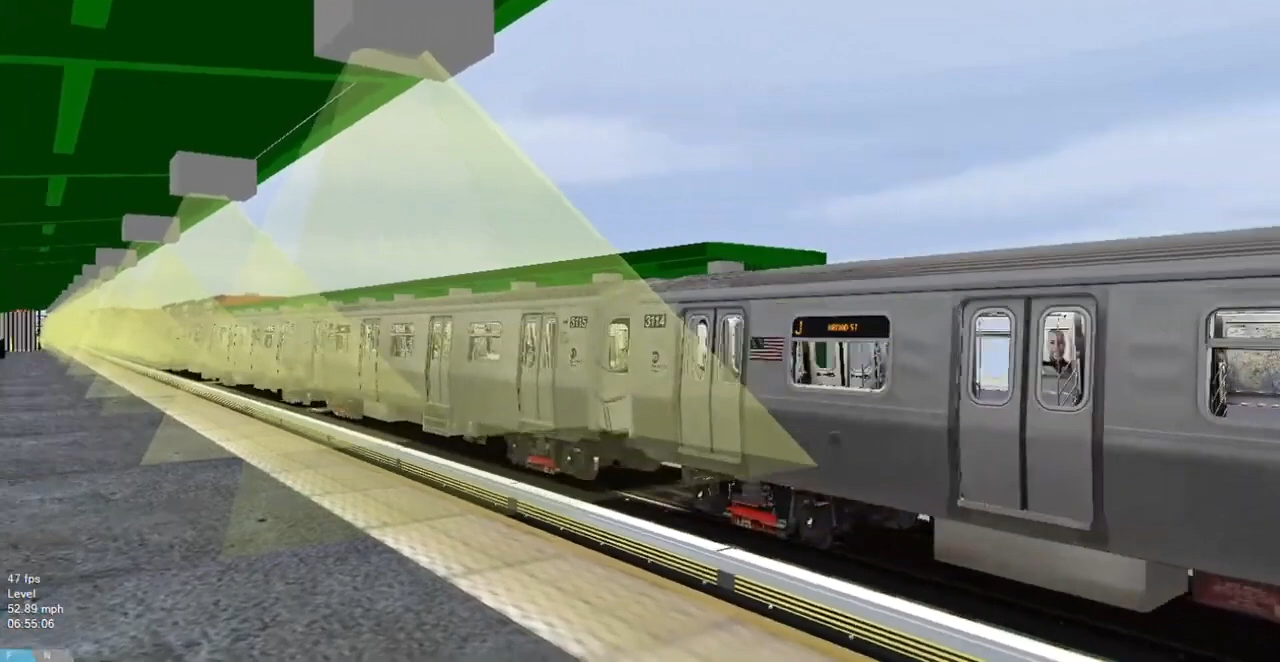 3115
3114
J BROAD ST
47 fps
Level
52.89 mph
06:55:06
F N